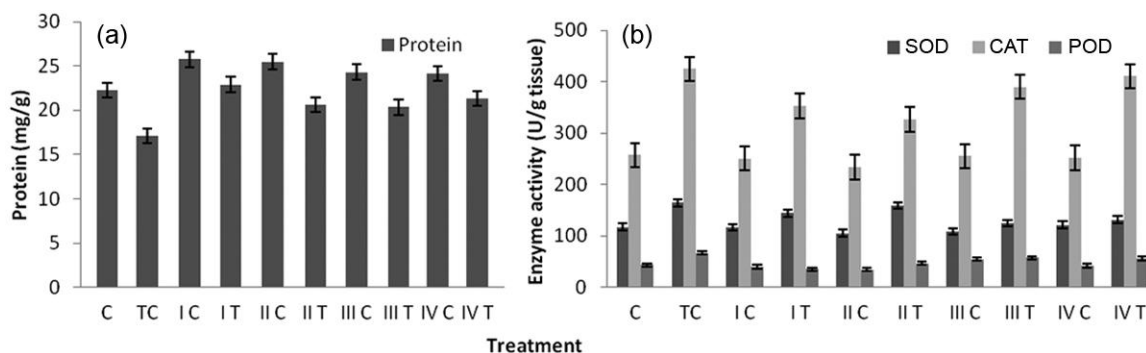 (a)
Protein
Protein (mg/g)
30
25
20
15
10
5
0
C TC I C I T II C II T III C III T IV C IV T
(b)
SOD CAT POD
Enzyme activity (U/g tissue)
500
400
300
200
100
0
C TC I C I T II C II T III C III T IV C IV T
Treatment